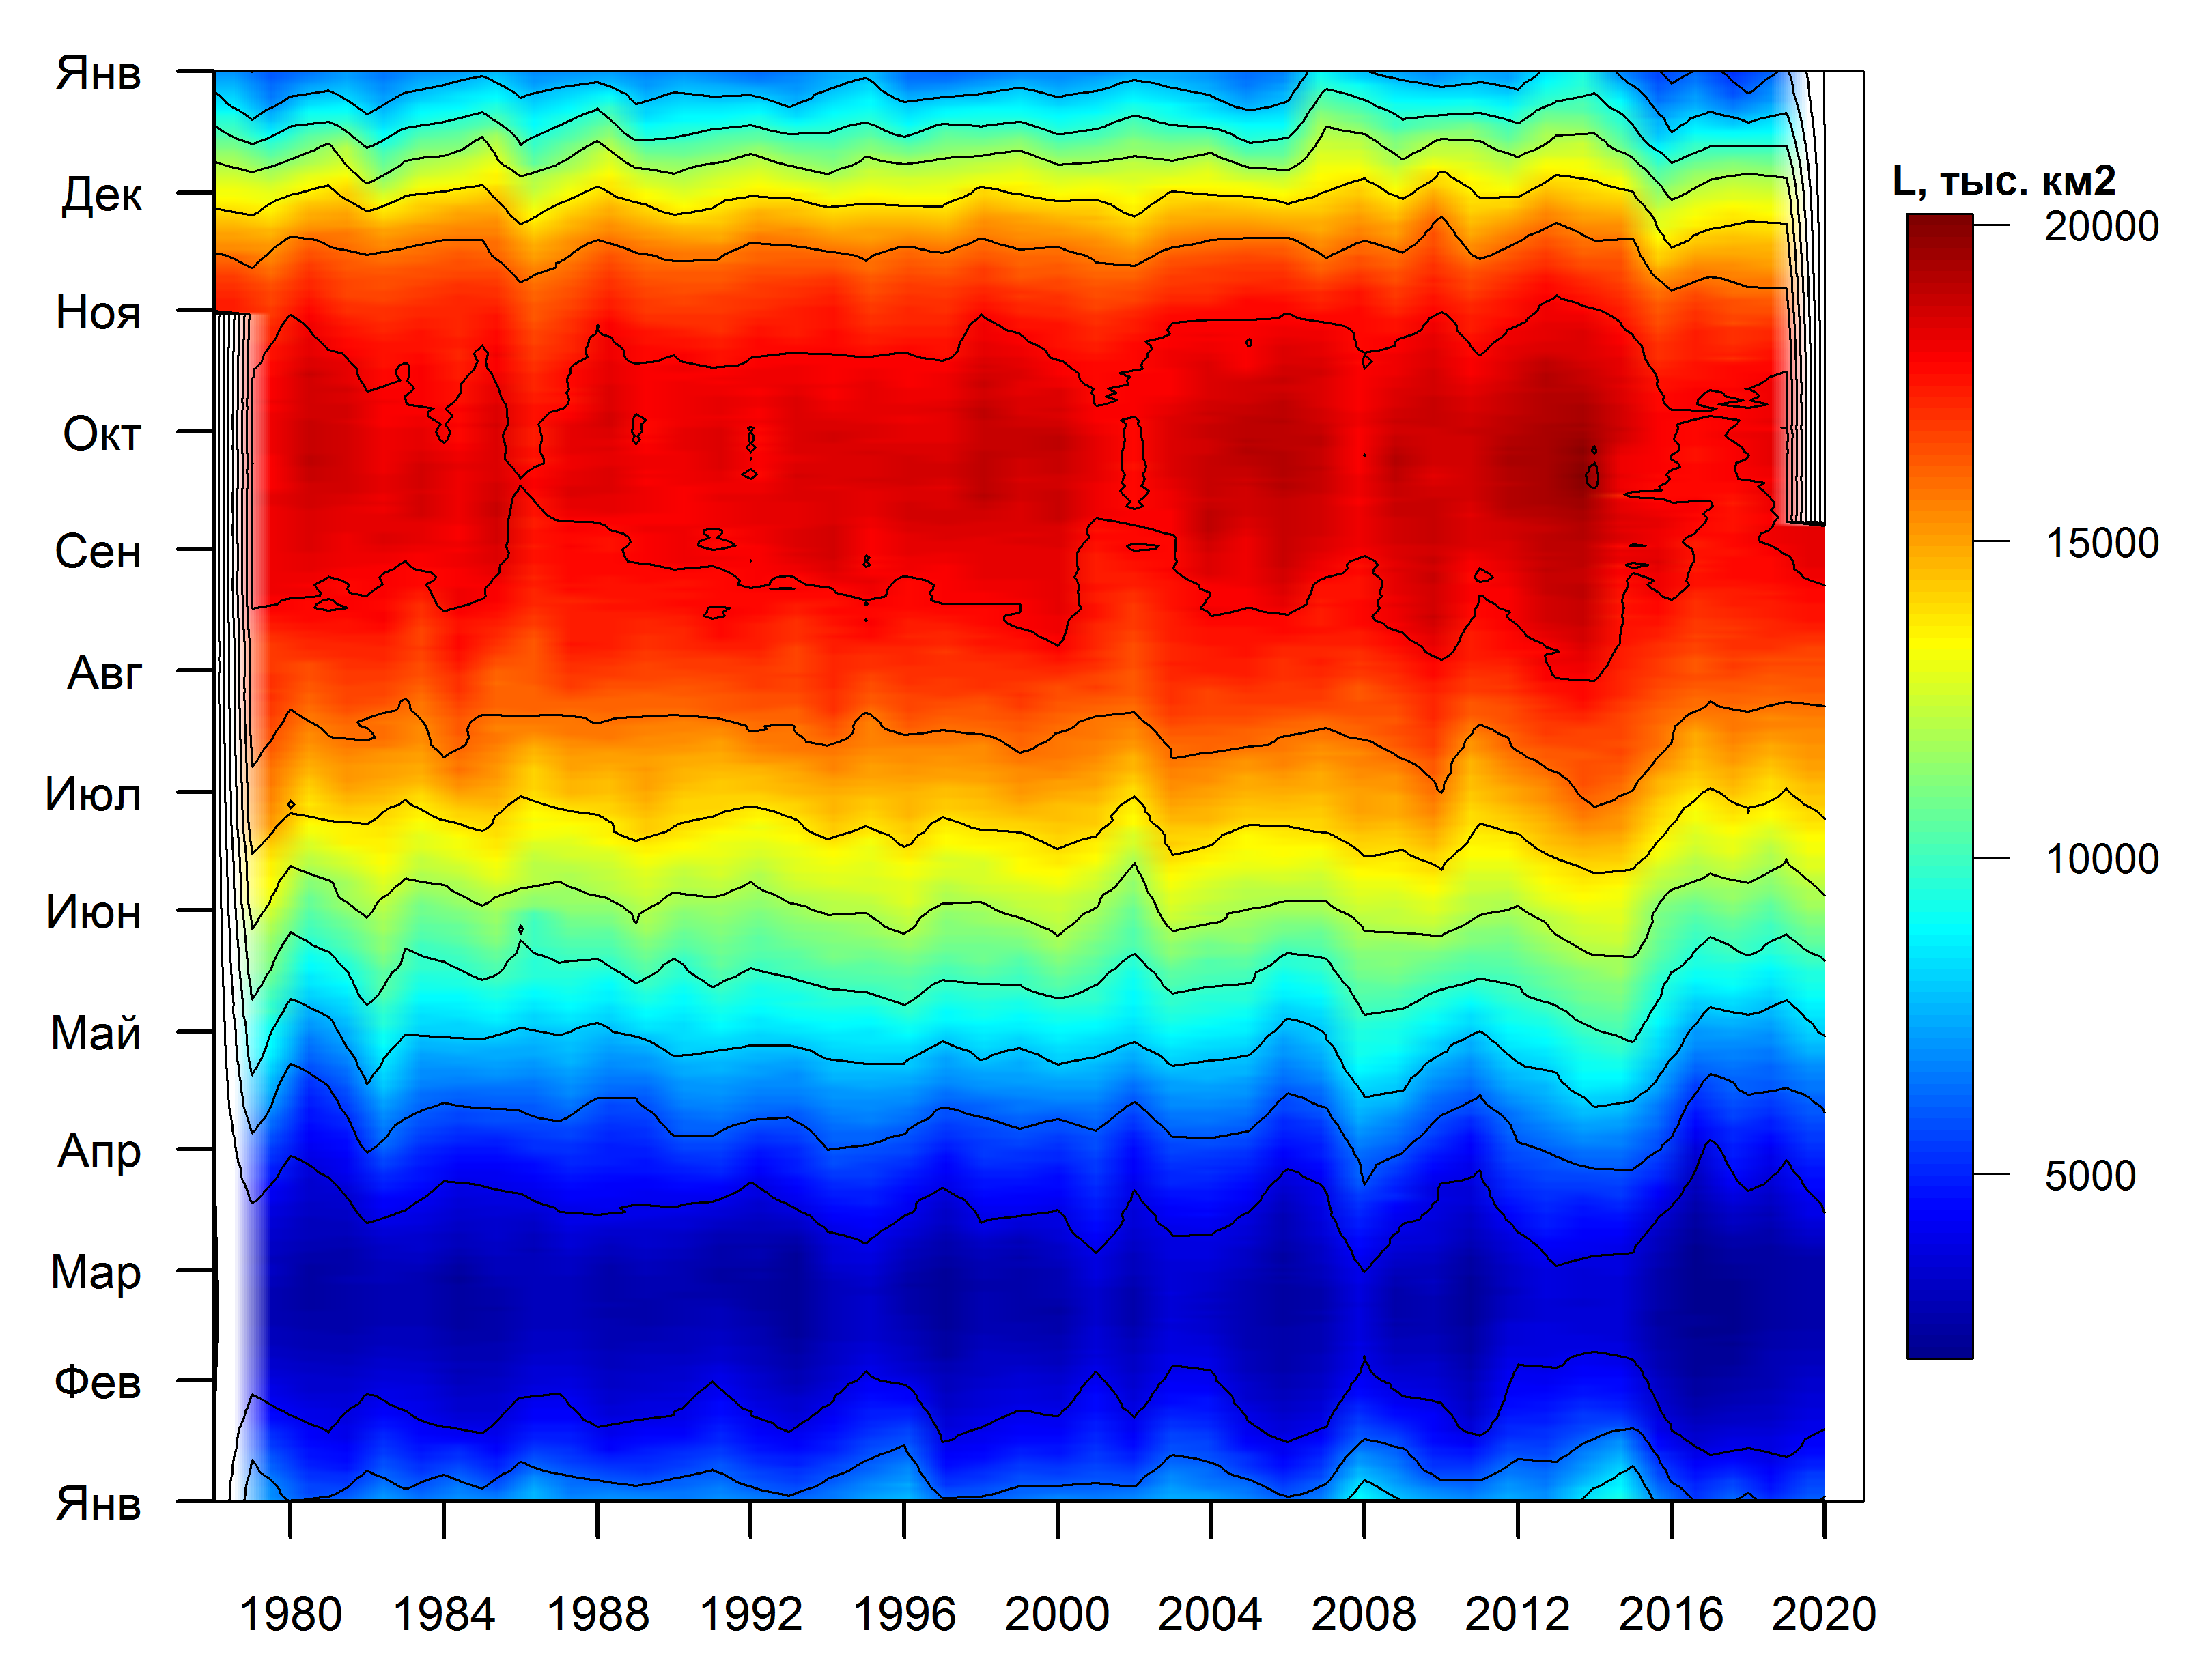 Янв
Дек
Ноя
Окт
Сен
Авг
Июл
Июн
Май
Апр
Мар
Фев
Янв
1980 1984 1988 1992 1996 2000 2004 2008 2012 2016 2020
L, тыс. км2
20000
15000
10000
5000